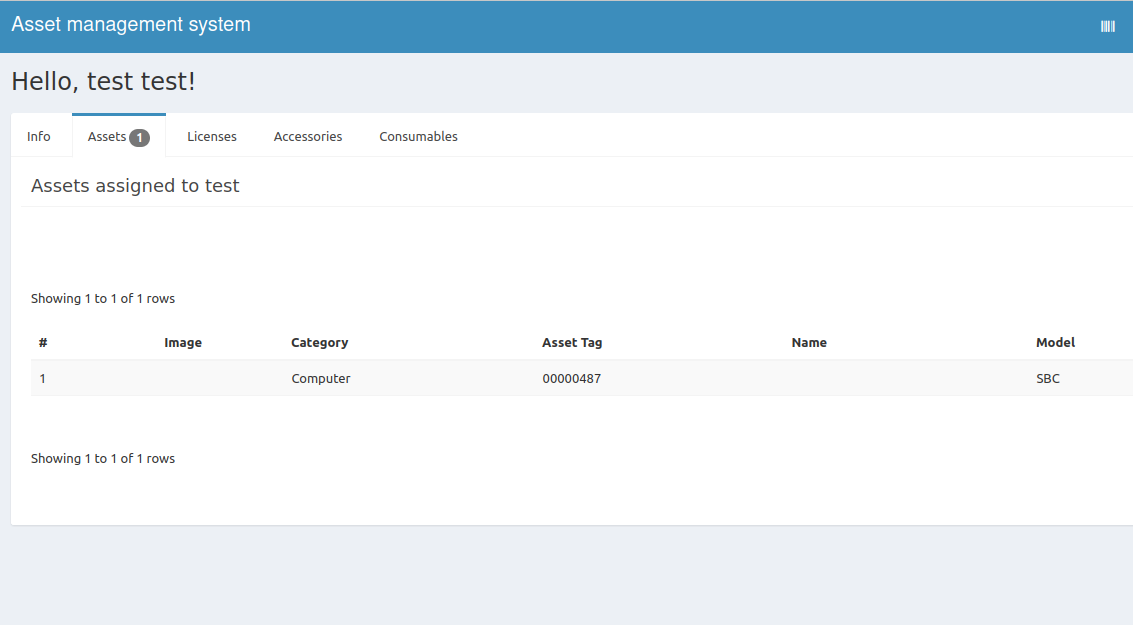 Asset management system
Hello, test test!
Info Assets 1 Licenses Accessories Consumables
Assets assigned to test
Showing 1 to 1 of 1 rows
# Image Category Asset Tag Name Model
1 Computer 00000487 SBC
Showing 1 to 1 of 1 rows